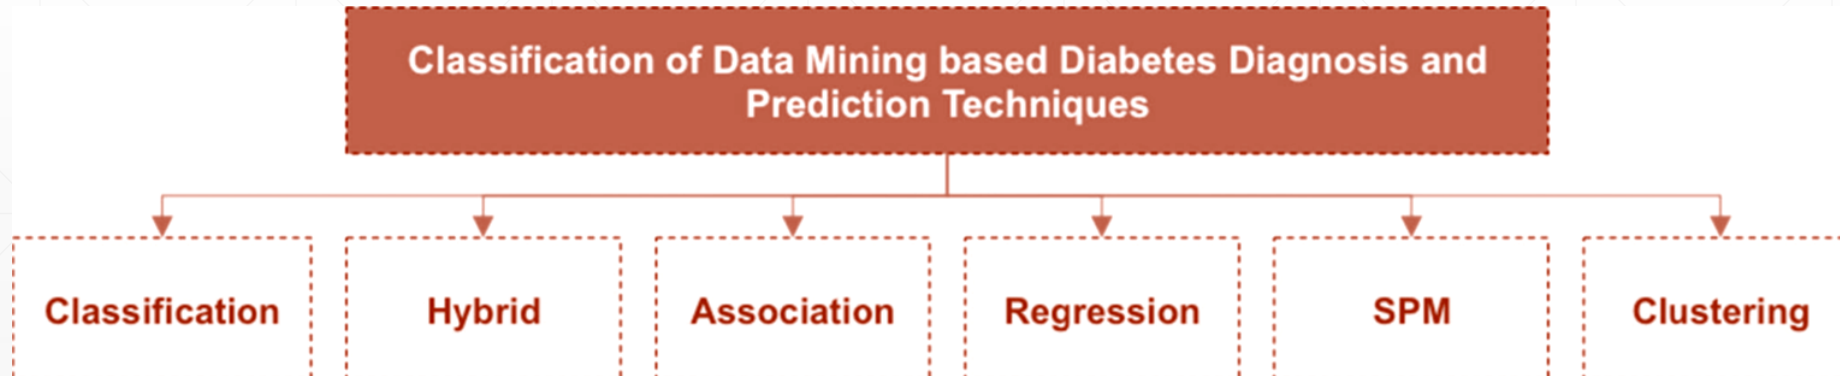 Classification of Data Mining based Diabetes Diagnosis and
Prediction Techniques
Classification
Hybrid
Association
Regression
SPM
Clustering